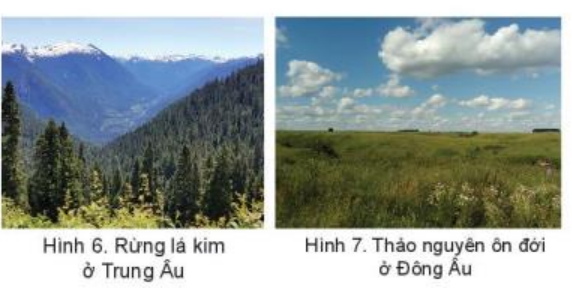 Hình 6. Rừng lá kim
ở Trung Âu
Hình 7. Thảo nguyên ôn đới
ở Đông Âu